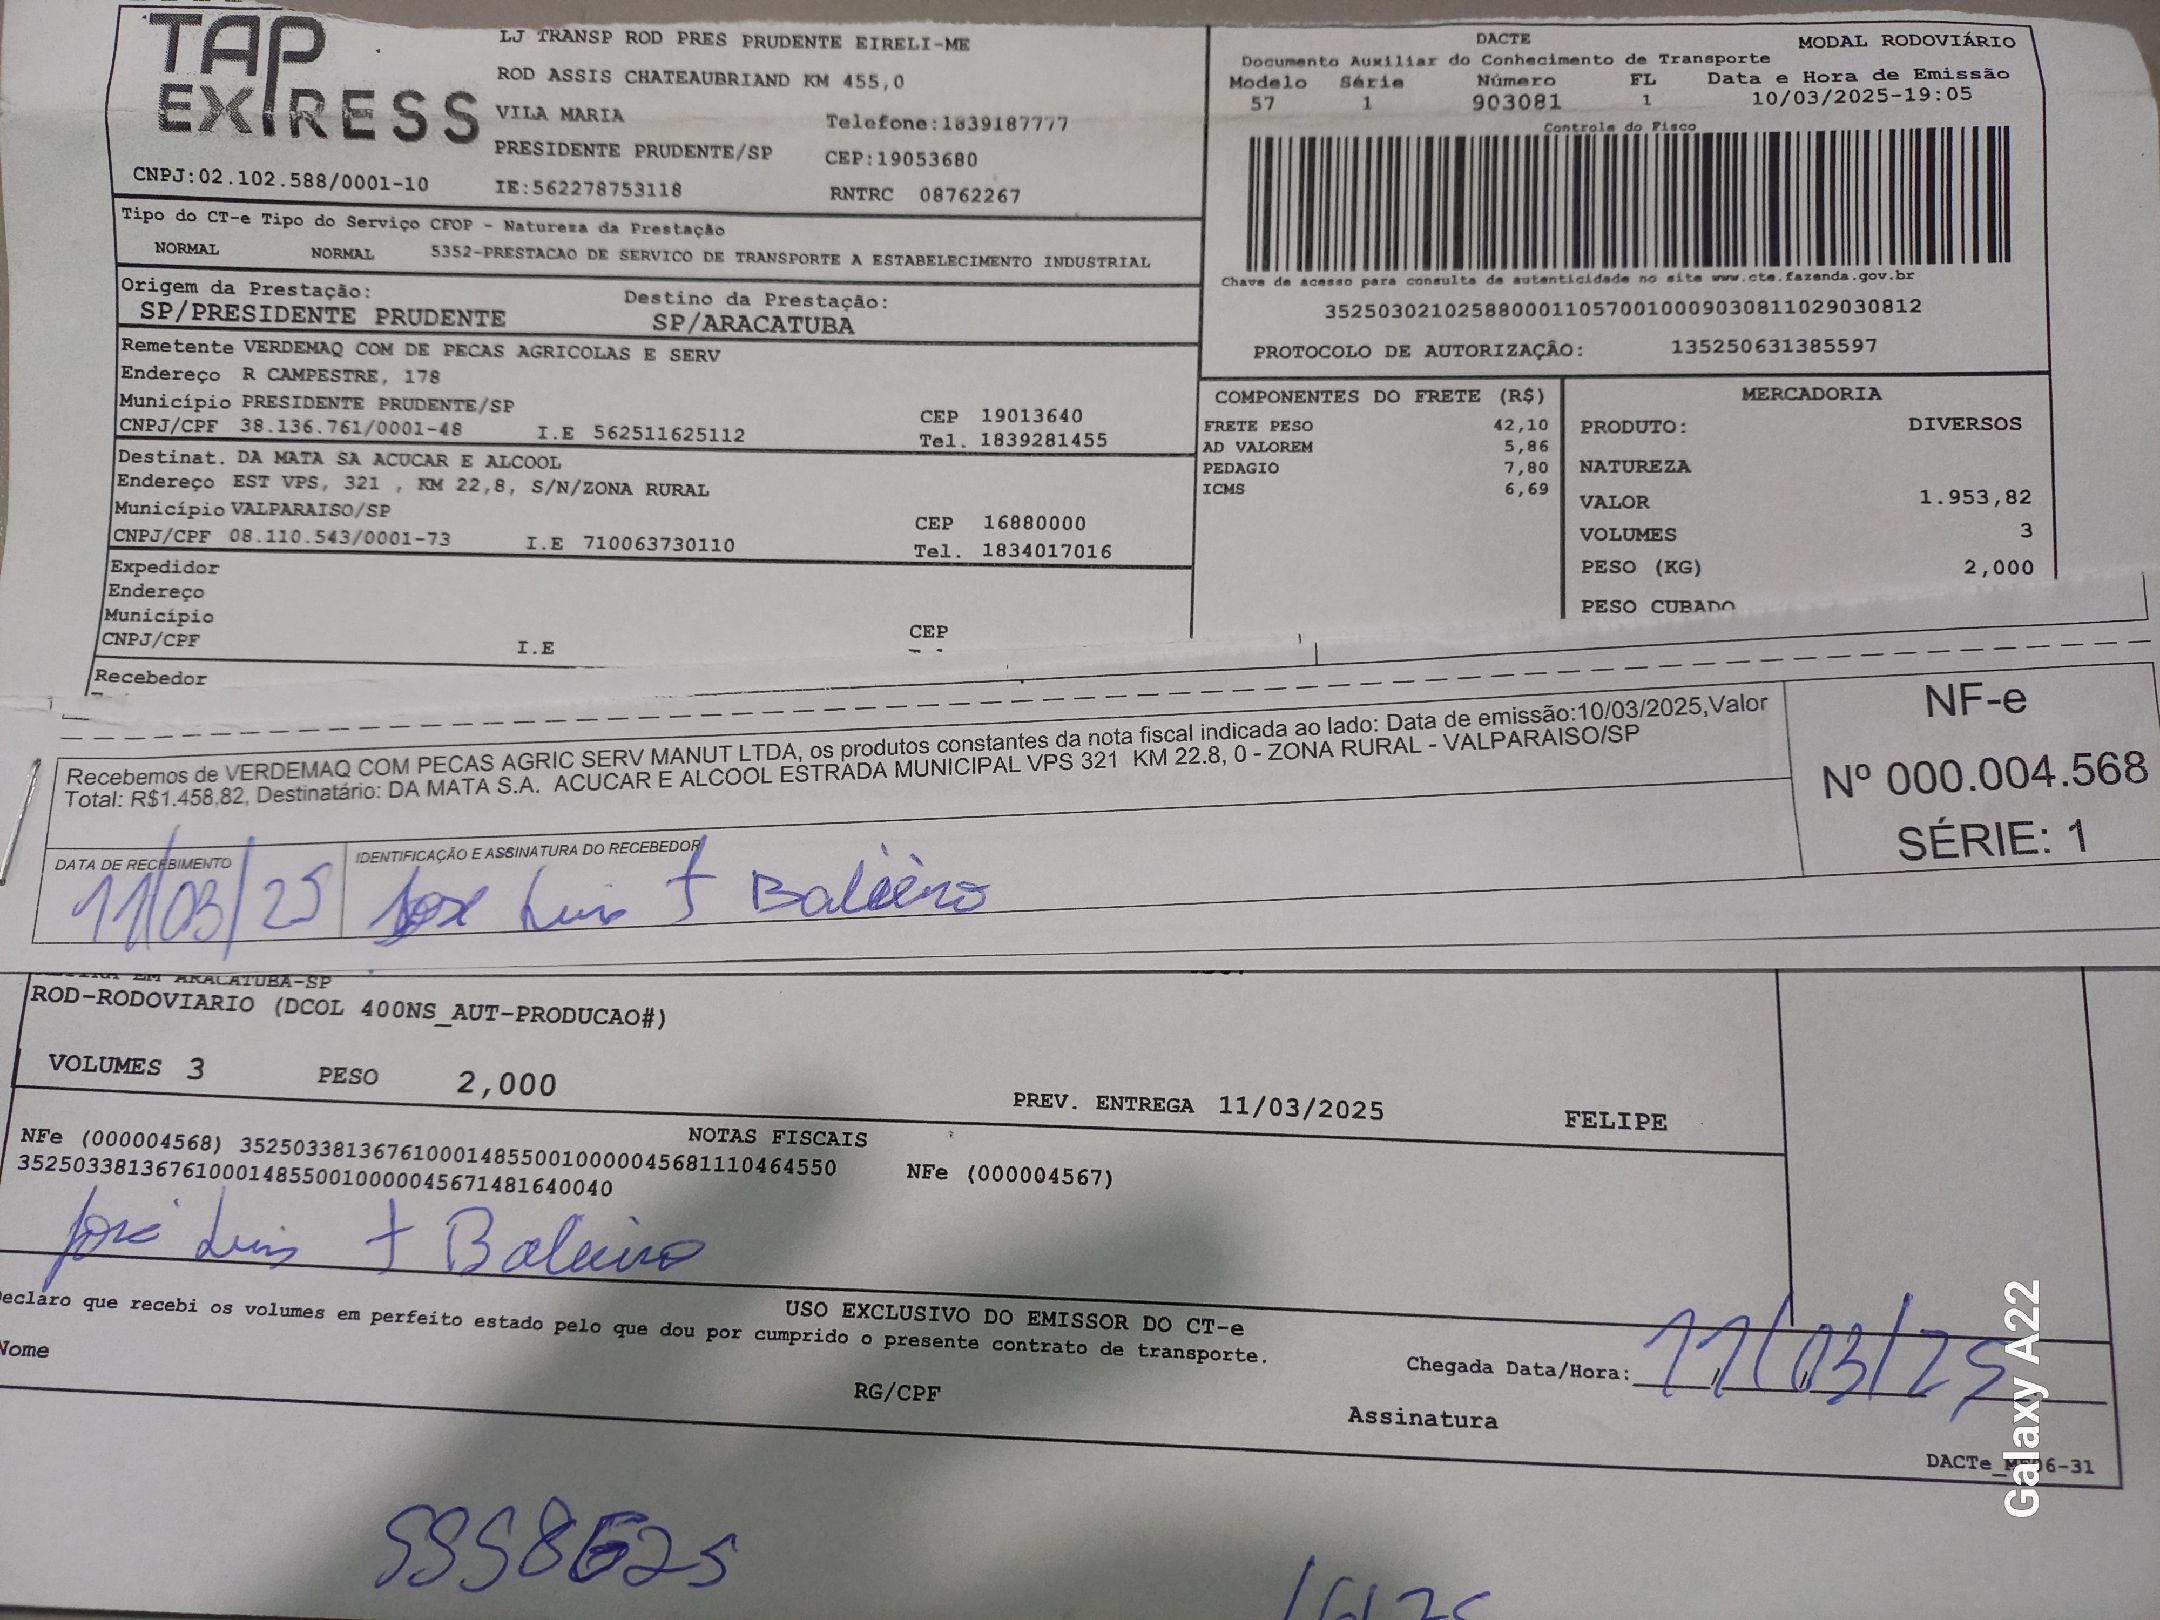 TAP EXPRESS
LJ TRANSP ROD PRES PRUDENTE EIRELI-ME
ROD ASSIS CHATEAUBRIAND KM 455,0
VILA MARIA Telefone:1839187777
PRESIDENTE PRUDENTE/SP CEP:19053680
CNPJ:02.102.588/0001-10 IE:562278753118 RNTRC 08762267
DACTE MODAL RODOVIÁRIO
Documento Auxiliar do Conhecimento de Transporte
Modelo Série Número FL Data e Hora de Emissão
57 1 903081 1 10/03/2025-19:05
Controle do Fisco
Chave de acesso para consulta de autenticidade no site www.cte.fazenda.gov.br
35250302102588000110570010009030811029030812
PROTOCOLO DE AUTORIZAÇÃO: 135250631385597
Tipo do CT-e Tipo do Serviço CFOP - Natureza da Prestação
NORMAL NORMAL 5352-PRESTACAO DE SERVICO DE TRANSPORTE A ESTABELECIMENTO INDUSTRIAL
Origem da Prestação: Destino da Prestação:
SP/PRESIDENTE PRUDENTE SP/ARACATUBA
Remetente VERDEMAQ COM DE PECAS AGRICOLAS E SERV
Endereço R CAMPESTRE, 178
Município PRESIDENTE PRUDENTE/SP CEP 19013640
CNPJ/CPF 38.136.761/0001-48 I.E 562511625112 Tel. 1839281455
Destinat. DA MATA SA ACUCAR E ALCOOL
Endereço EST VPS, 321 , KM 22,8, S/N/ZONA RURAL
Município VALPARAISO/SP CEP 16880000
CNPJ/CPF 08.110.543/0001-73 I.E 710063730110 Tel. 1834017016
Expedidor
Endereço
Município CEP
CNPJ/CPF I.E
Recebedor
COMPONENTES DO FRETE (R$)
FRETE PESO 42,10
AD VALOREM 5,86
PEDAGIO 7,80
ICMS 6,69
MERCADORIA
PRODUTO: DIVERSOS
NATUREZA
VALOR 1.953,82
VOLUMES 3
PESO (KG) 2,000
PESO CUBADO
Recebemos de VERDEMAQ COM PECAS AGRIC SERV MANUT LTDA, os produtos constantes da nota fiscal indicada ao lado: Data de emissão:10/03/2025,Valor
Total: R$1.458,82, Destinatário: DA MATA S.A. ACUCAR E ALCOOL ESTRADA MUNICIPAL VPS 321 KM 22.8, 0 - ZONA RURAL - VALPARAISO/SP
NF-e
Nº 000.004.568
SÉRIE: 1
DATA DE RECEBIMENTO IDENTIFICAÇÃO E ASSINATURA DO RECEBEDOR
11/03/25 José Luis T Baleeiro
EM ARACATUBA-SP
ROD-RODOVIARIO (DCOL 400NS_AUT-PRODUCAO#)
VOLUMES 3 PESO 2,000 PREV. ENTREGA 11/03/2025 FELIPE
NOTAS FISCAIS
NFe (000004568) 35250338136761000148550010000045681110464550 NFe (000004567)
35250338136761000148550010000045671481640040
José Luis T Baleeiro
USO EXCLUSIVO DO EMISSOR DO CT-e
eclaro que recebi os volumes em perfeito estado pelo que dou por cumprido o presente contrato de transporte.
Nome RG/CPF Chegada Data/Hora: 11/03/25
Assinatura
Galaxy A22